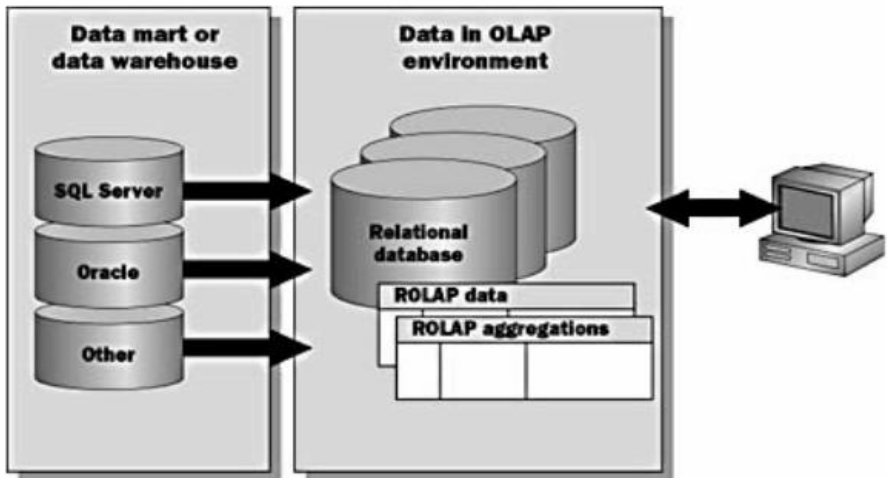 Data mart or
data warehouse
SQL Server
Oracle
Other
Data in OLAP
environment
Relational
database
ROLAP data
ROLAP aggregations